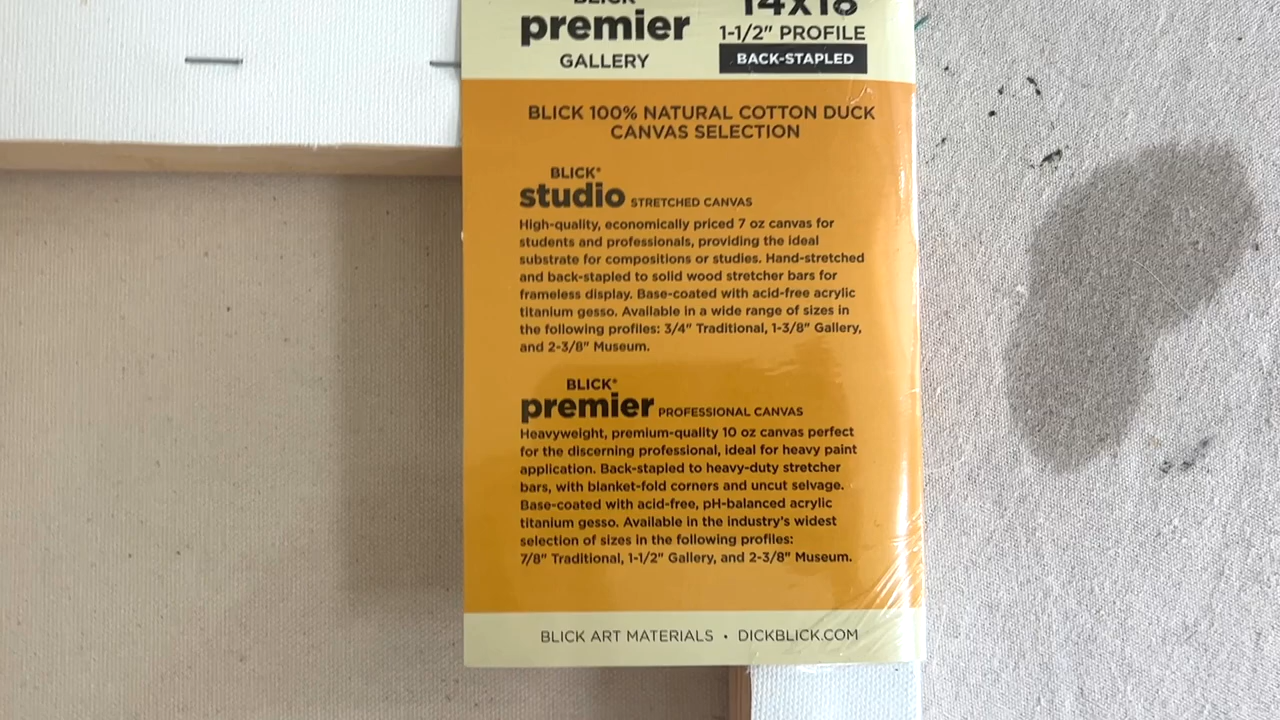 BLICK
14x18
premier
1-1/2" PROFILE
GALLERY
BACK-STAPLED
BLICK 100% NATURAL COTTON DUCK
CANVAS SELECTION
BLICK®
studio STRETCHED CANVAS
High-quality, economically priced 7 oz canvas for
students and professionals, providing the ideal
substrate for compositions or studies. Hand-stretched
and back-stapled to solid wood stretcher bars for
frameless display. Base-coated with acid-free acrylic
titanium gesso. Available in a wide range of sizes in
the following profiles: 3/4" Traditional, 1-3/8" Gallery,
and 2-3/8" Museum.
BLICK®
premier PROFESSIONAL CANVAS
Heavyweight, premium-quality 10 oz canvas perfect
for the discerning professional, ideal for heavy paint
application. Back-stapled to heavy-duty stretcher
bars, with blanket-fold corners and uncut selvage.
Base-coated with acid-free, pH-balanced acrylic
titanium gesso. Available in the industry's widest
selection of sizes in the following profiles:
7/8" Traditional, 1-1/2" Gallery, and 2-3/8" Museum.
BLICK ART MATERIALS • DICKBLICK.COM